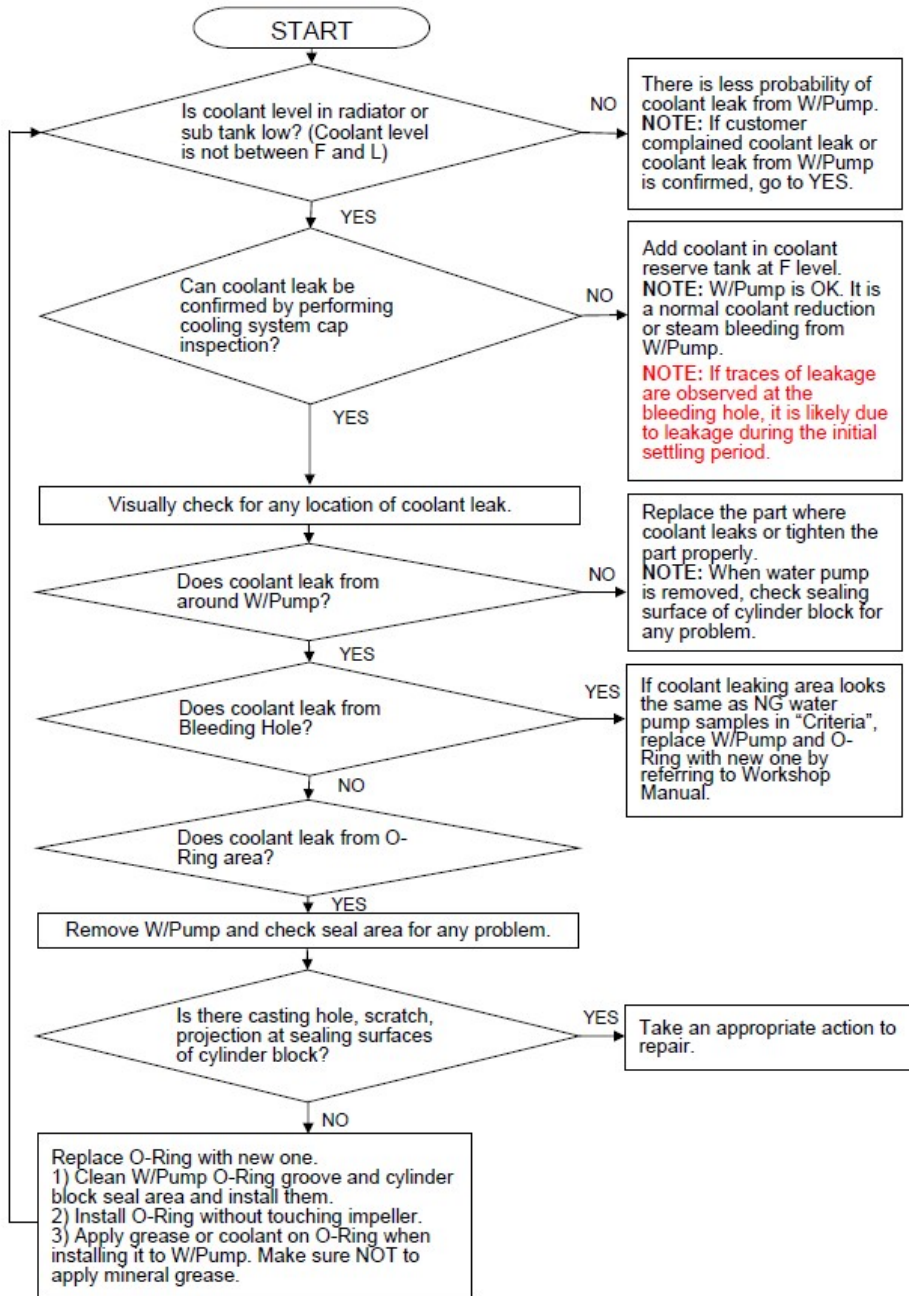 START
Is coolant level in radiator or
sub tank low? (Coolant level
is not between F and L)
NO
There is less probability of
coolant leak from W/Pump.
NOTE: If customer
complained coolant leak or
coolant leak from W/Pump
is confirmed, go to YES.
YES
Can coolant leak be
confirmed by performing
cooling system cap
inspection?
NO
Add coolant in coolant
reserve tank at F level.
NOTE: W/Pump is OK. It is
a normal coolant reduction
or steam bleeding from
W/Pump.
NOTE: If traces of leakage
are observed at the
bleeding hole, it is likely due
to leakage during the initial
settling period.
YES
Visually check for any location of coolant leak.
Does coolant leak from
around W/Pump?
NO
Replace the part where
coolant leaks or tighten the
part properly.
NOTE: When water pump
is removed, check sealing
surface of cylinder block for
any problem.
YES
Does coolant leak from
Bleeding Hole?
YES
If coolant leaking area looks
the same as NG water
pump samples in “Criteria”,
replace W/Pump and O-
Ring with new one by
referring to Workshop
Manual.
NO
Does coolant leak from O-
Ring area?
YES
Remove W/Pump and check seal area for any problem.
Is there casting hole, scratch,
projection at sealing surfaces
of cylinder block?
YES
Take an appropriate action to
repair.
NO
Replace O-Ring with new one.
1) Clean W/Pump O-Ring groove and cylinder
block seal area and install them.
2) Install O-Ring without touching impeller.
3) Apply grease or coolant on O-Ring when
installing it to W/Pump. Make sure NOT to
apply mineral grease.